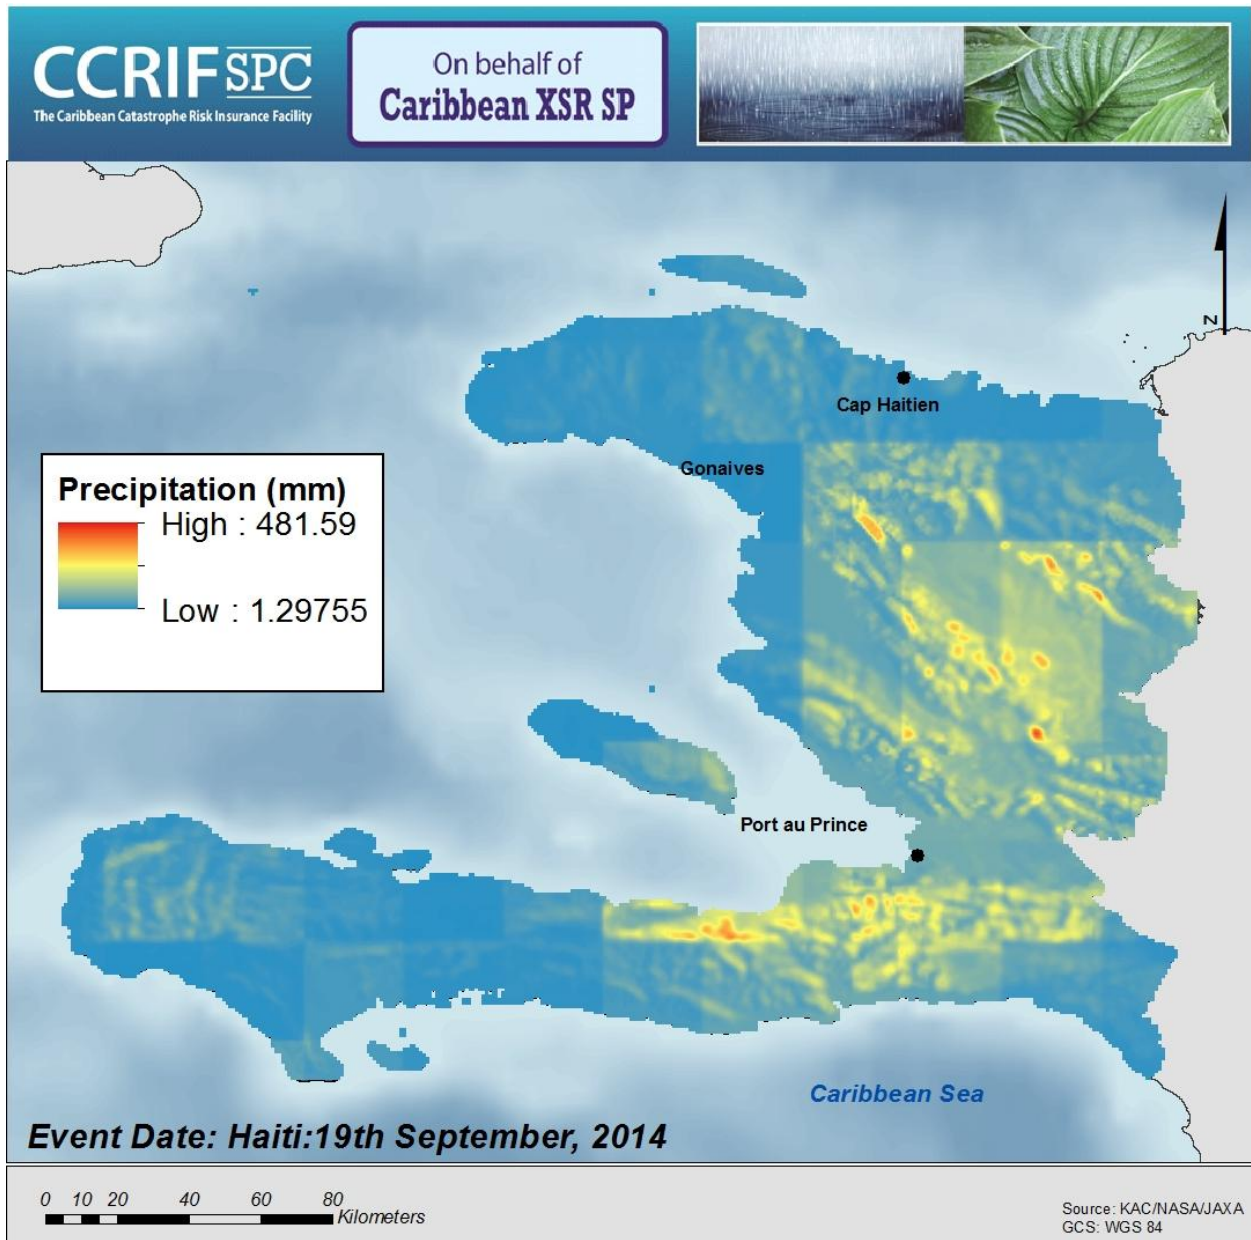 CCRIF SPC
The Caribbean Catastrophe Risk Insurance Facility
On behalf of
Caribbean XSR SP
Z
Cap Haitien
Gonaives
Precipitation (mm)
High : 481.59
Low : 1.29755
Port au Prince
Caribbean Sea
Event Date: Haiti:19th September, 2014
0 10 20 40 60 80
Kilometers
Source: KAC/NASA/JAXA
GCS: WGS 84